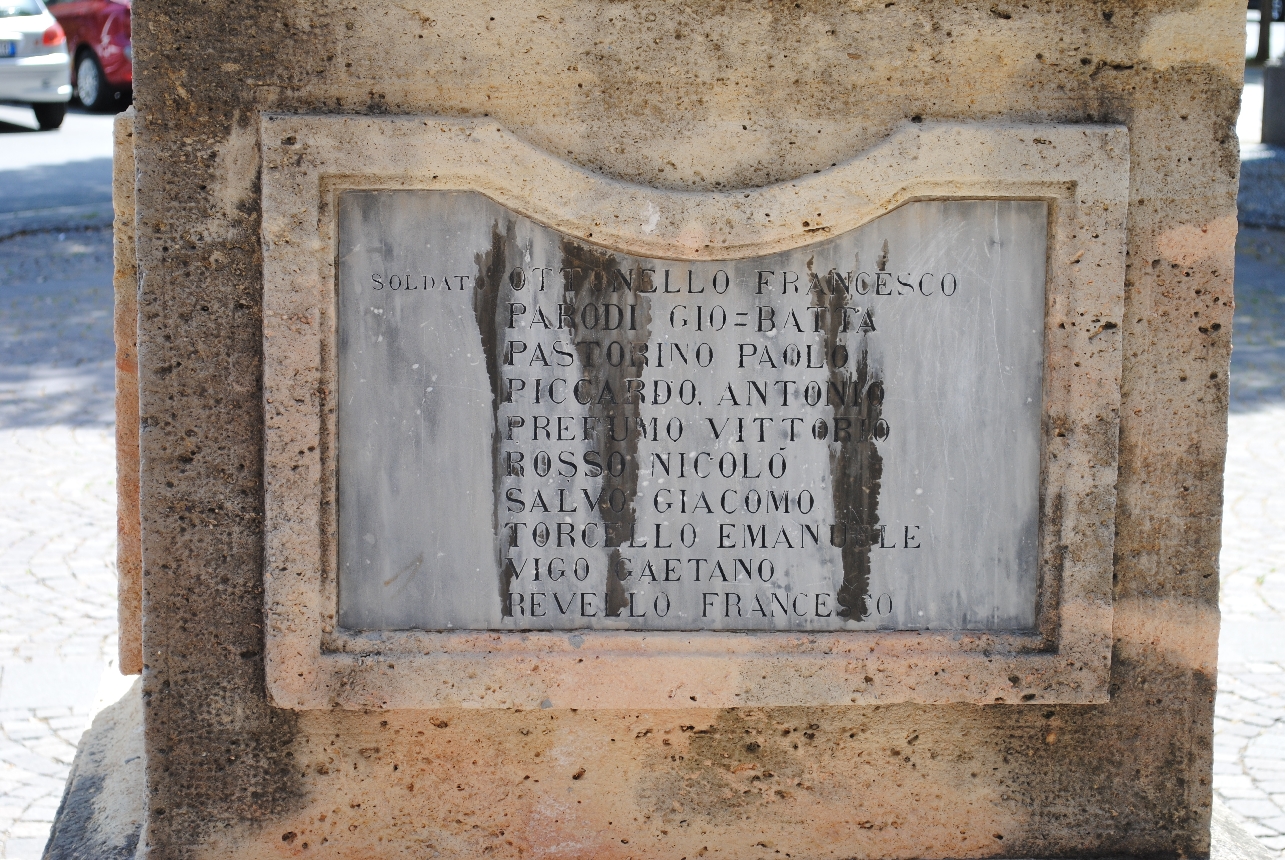 SOLDATO OTTONELLO FRANCESCO
PARODI GIO=BATTA
PASTORINO PAOLO
PICCARDO. ANTONIO
PREFUMO VITTORIO
ROSSO NICOLÒ
SALVO GIACOMO
TORCELLO EMANUELE
VIGO GAETANO
REVELLO FRANCESCO